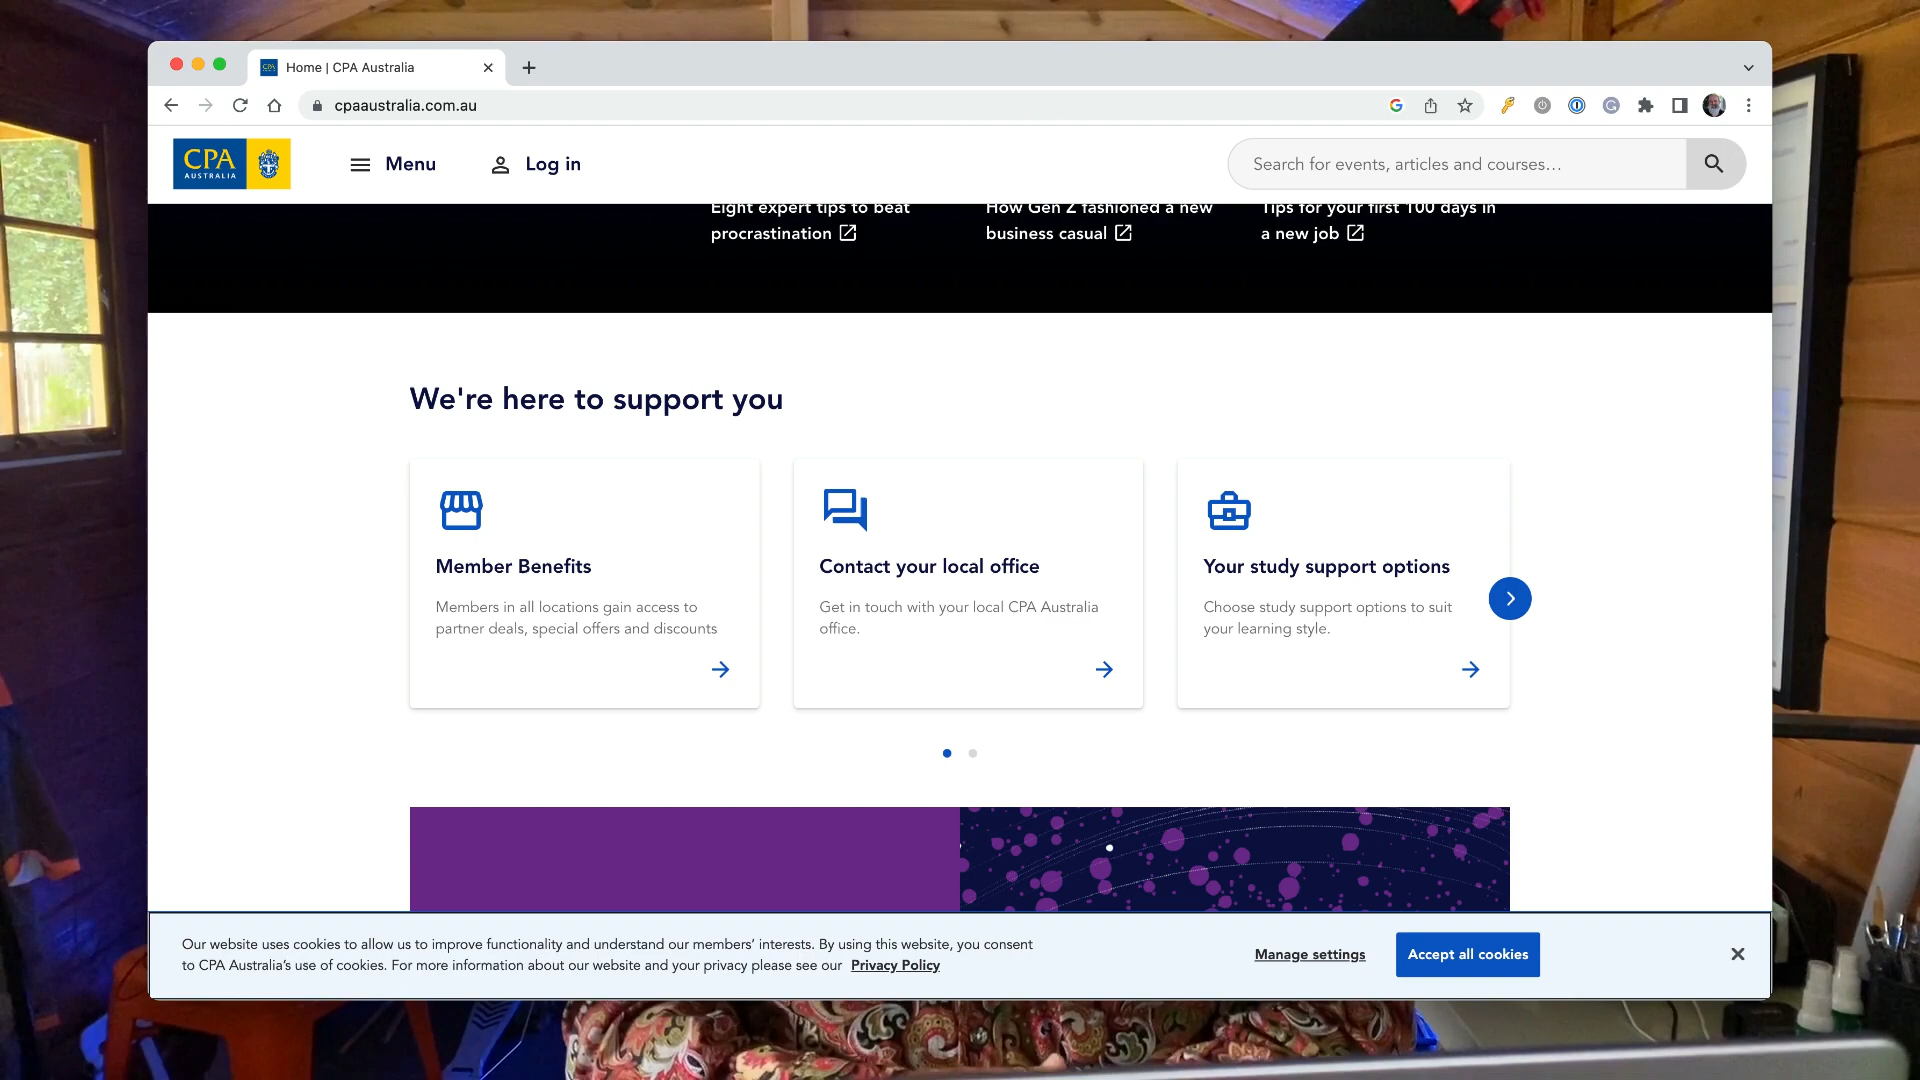 Home | CPA Australia
cpaaustralia.com.au
CPA
AUSTRALIA
Menu
Log in
Search for events, articles and courses...
Eight expert tips to beat
procrastination
How Gen Z fashioned a new
business casual
Tips for your first 100 days in
a new job
We're here to support you
Member Benefits
Members in all locations gain access to
partner deals, special offers and discounts
Contact your local office
Get in touch with your local CPA Australia
office.
Your study support options
Choose study support options to suit
your learning style.
Our website uses cookies to allow us to improve functionality and understand our members' interests. By using this website, you consent
to CPA Australia's use of cookies. For more information about our website and your privacy please see our Privacy Policy
Manage settings
Accept all cookies